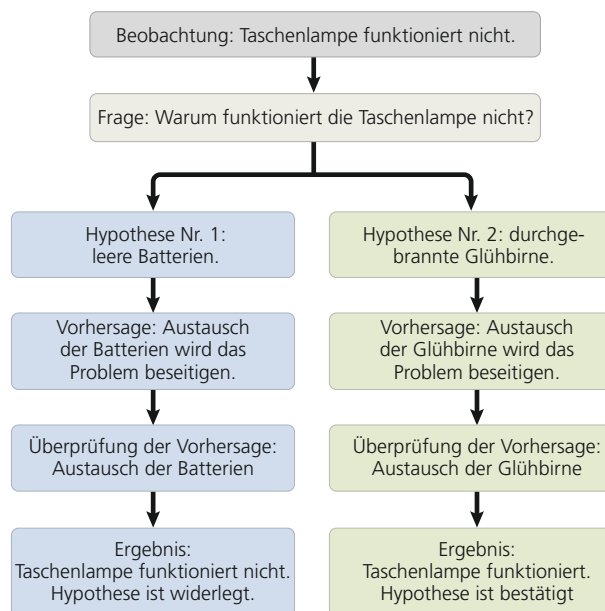 Beobachtung: Taschenlampe funktioniert nicht.
Frage: Warum funktioniert die Taschenlampe nicht?
Hypothese Nr. 1:
leere Batterien.
Vorhersage: Austausch
der Batterien wird das
Problem beseitigen.
Überprüfung der Vorhersage:
Austausch der Batterien
Ergebnis:
Taschenlampe funktioniert nicht.
Hypothese ist widerlegt.
Hypothese Nr. 2: durchge-
brannte Glühbirne.
Vorhersage: Austausch
der Glühbirne wird das
Problem beseitigen.
Überprüfung der Vorhersage:
Austausch der Glühbirne
Ergebnis:
Taschenlampe funktioniert.
Hypothese ist bestätigt